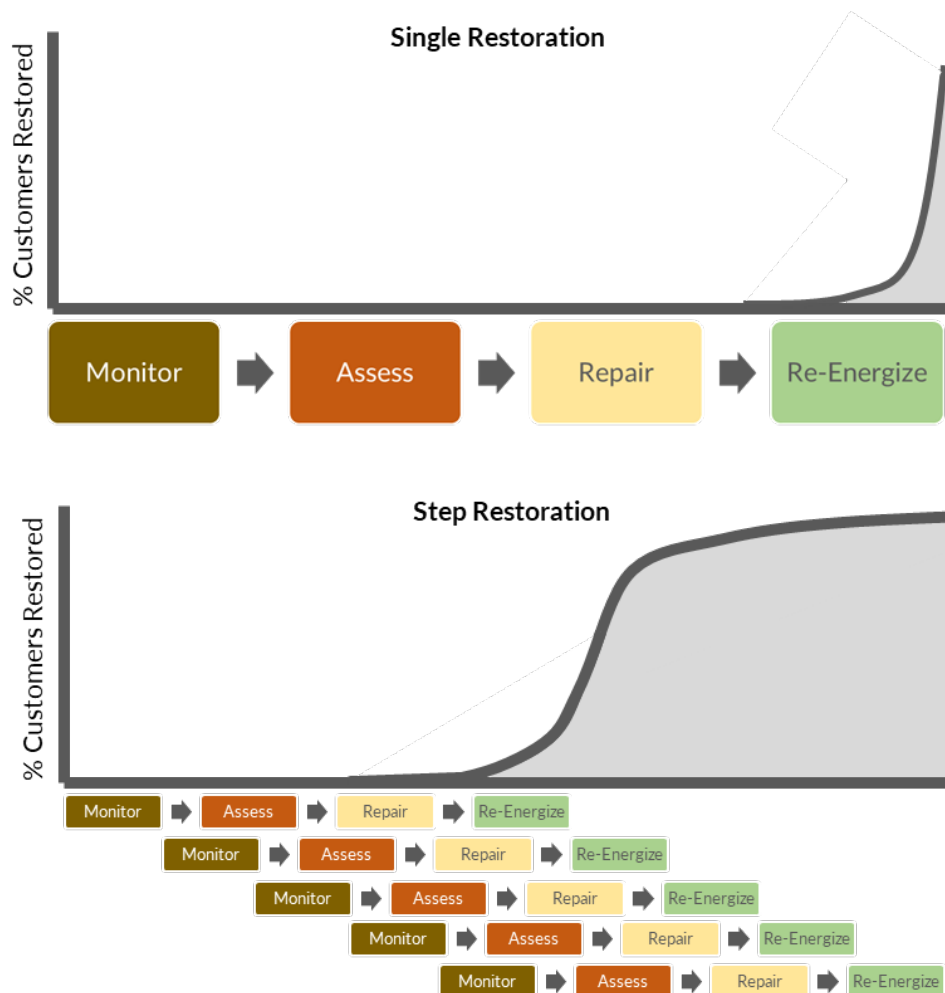 Single Restoration
% Customers Restored
Monitor Assess Repair Re-Energize
Step Restoration
% Customers Restored
Monitor Assess Repair Re-Energize
Monitor Assess Repair Re-Energize
Monitor Assess Repair Re-Energize
Monitor Assess Repair Re-Energize
Monitor Assess Repair Re-Energize